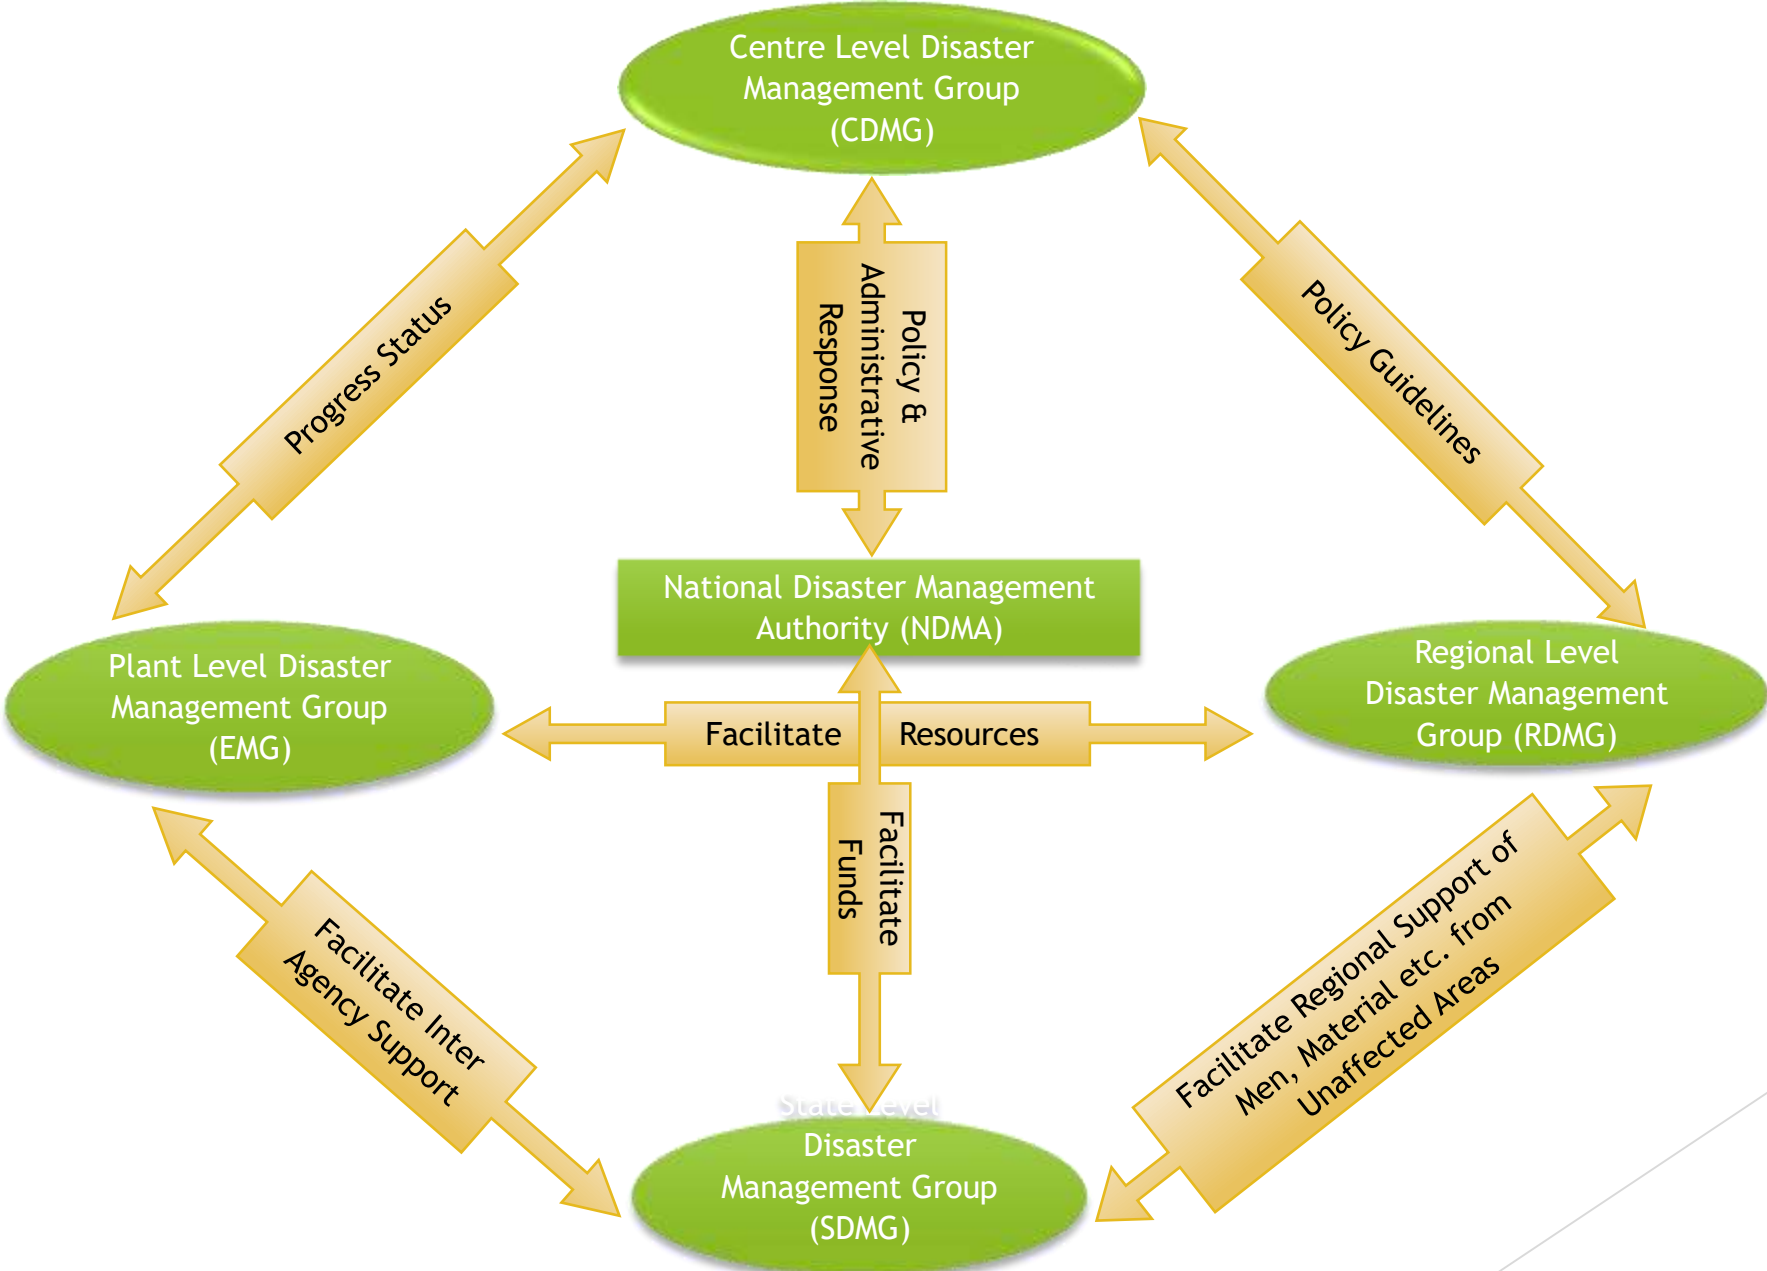 Centre Level Disaster
Management Group
(CDMG)
Progress Status
Policy &
Administrative
Response
Policy Guidelines
National Disaster Management
Authority (NDMA)
Plant Level Disaster
Management Group
(EMG)
Facilitate Resources
Regional Level
Disaster Management
Group (RDMG)
Facilitate
Funds
Facilitate Inter
Agency Support
Facilitate Regional Support of
Men, Material etc. from
Unaffected Areas
State Level
Disaster
Management Group
(SDMG)